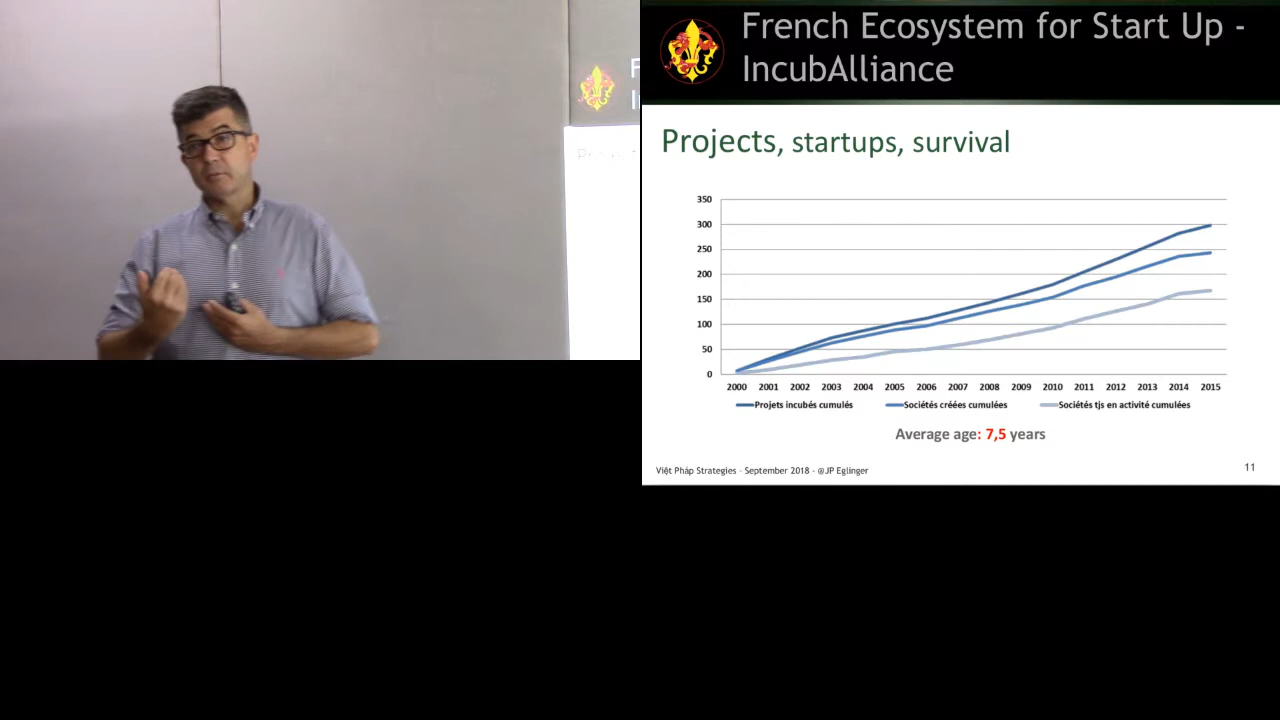 French Ecosystem for Start Up -
IncubAlliance
Projects, startups, survival
350
300
250
200
150
100
50
0
2000 2001 2002 2003 2004 2005 2006 2007 2008 2009 2010 2011 2012 2013 2014 2015
Projets incubés cumulés Sociétés créées cumulées Sociétés tjs en activité cumulées
Average age: 7,5 years
Việt Pháp Strategies - September 2018 - @JP Eglinger
11